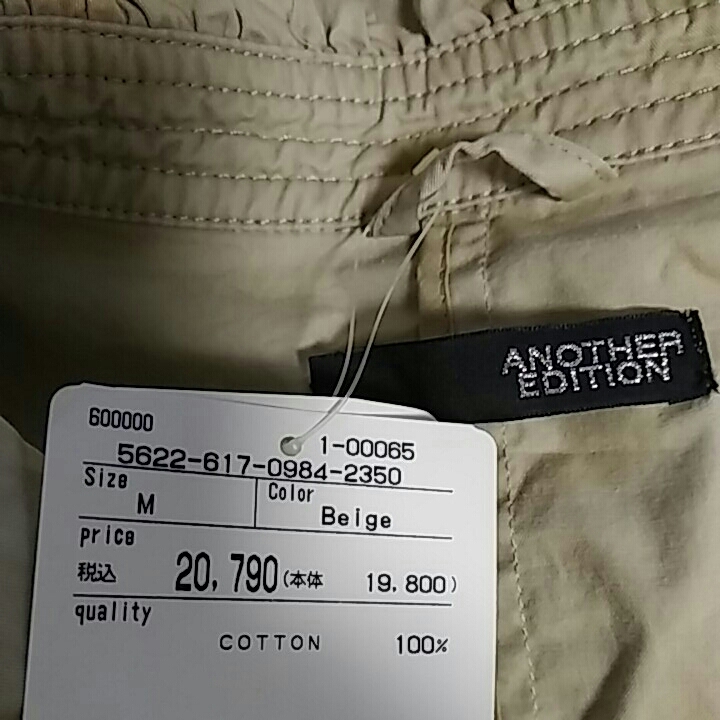 ANOTHER
EDITION
600000
1-00065
5622-617-0984-2350
Size Color
M Beige
price
税込 20,790(本体 19,800)
quality
COTTON 100%